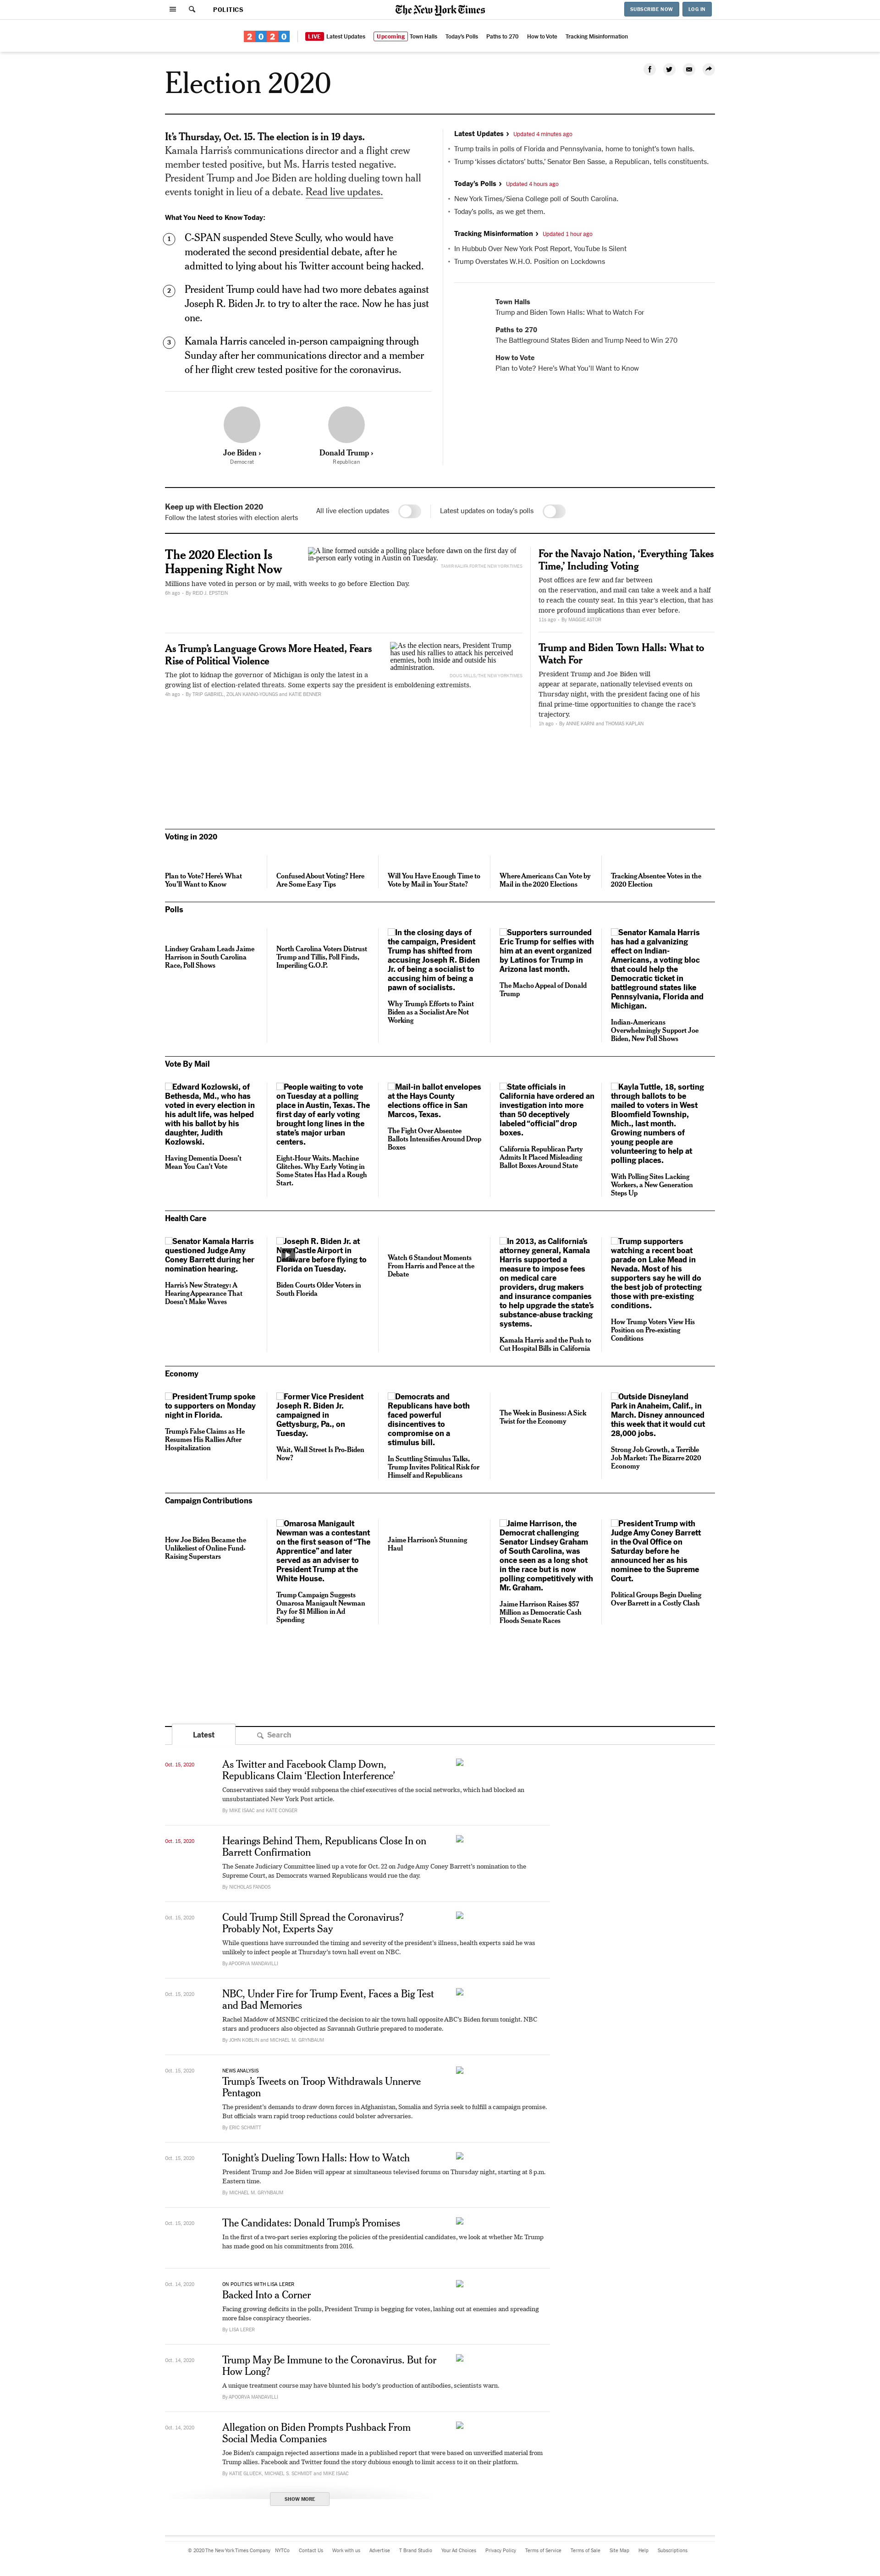 POLITICS
The New York Times
SUBSCRIBE NOW
LOG IN
2020
LIVE Latest Updates
Upcoming Town Halls
Today's Polls
Paths to 270
How to Vote
Tracking Misinformation
Election 2020
It's Thursday, Oct. 15. The election is in 19 days.
Kamala Harris's communications director and a flight crew
member tested positive, but Ms. Harris tested negative.
President Trump and Joe Biden are holding dueling town hall
events tonight in lieu of a debate. Read live updates.
What You Need to Know Today:
1
C-SPAN suspended Steve Scully, who would have
moderated the second presidential debate, after he
admitted to lying about his Twitter account being hacked.
2
President Trump could have had two more debates against
Joseph R. Biden Jr. to try to alter the race. Now he has just
one.
3
Kamala Harris canceled in-person campaigning through
Sunday after her communications director and a member
of her flight crew tested positive for the coronavirus.
Joe Biden ›
Democrat
Donald Trump ›
Republican
Latest Updates › Updated 4 minutes ago
• Trump trails in polls of Florida and Pennsylvania, home to tonight's town halls.
• Trump 'kisses dictators' butts,' Senator Ben Sasse, a Republican, tells constituents.
Today's Polls › Updated 4 hours ago
• New York Times/Siena College poll of South Carolina.
• Today's polls, as we get them.
Tracking Misinformation › Updated 1 hour ago
• In Hubbub Over New York Post Report, YouTube Is Silent
• Trump Overstates W.H.O. Position on Lockdowns
Town Halls
Trump and Biden Town Halls: What to Watch For
Paths to 270
The Battleground States Biden and Trump Need to Win 270
How to Vote
Plan to Vote? Here's What You'll Want to Know
Keep up with Election 2020
Follow the latest stories with election alerts
All live election updates
Latest updates on today's polls
The 2020 Election Is
Happening Right Now
Millions have voted in person or by mail, with weeks to go before Election Day.
6h ago – By REID J. EPSTEIN
A line formed outside a polling place before dawn on the first day of
in-person early voting in Austin on Tuesday.
TAMIR KALIFA FOR THE NEW YORK TIMES
As Trump's Language Grows More Heated, Fears
Rise of Political Violence
The plot to kidnap the governor of Michigan is only the latest in a
growing list of election-related threats. Some experts say the president is emboldening extremists.
4h ago – By TRIP GABRIEL, ZOLAN KANNO-YOUNGS and KATIE BENNER
As the election nears, President Trump
has used his rallies to attack his perceived
enemies, both inside and outside his
administration.
DOUG MILLS/THE NEW YORK TIMES
For the Navajo Nation, 'Everything Takes
Time,' Including Voting
Post offices are few and far between
on the reservation, and mail can take a week and a half
to reach the county seat. In this year's election, that has
more profound implications than ever before.
11s ago – By MAGGIE ASTOR
Trump and Biden Town Halls: What to
Watch For
President Trump and Joe Biden will
appear at separate, nationally televised events on
Thursday night, with the president facing one of his
final prime-time opportunities to change the race's
trajectory.
1h ago – By ANNIE KARNI and THOMAS KAPLAN
Voting in 2020
Plan to Vote? Here's What
You'll Want to Know
Confused About Voting? Here
Are Some Easy Tips
Will You Have Enough Time to
Vote by Mail in Your State?
Where Americans Can Vote by
Mail in the 2020 Elections
Tracking Absentee Votes in the
2020 Election
Polls
Lindsey Graham Leads Jaime
Harrison in South Carolina
Race, Poll Shows
North Carolina Voters Distrust
Trump and Tillis, Poll Finds,
Imperiling G.O.P.
In the closing days of
the campaign, President
Trump has shifted from
accusing Joseph R. Biden
Jr. of being a socialist to
accusing him of being a
pawn of socialists.
Why Trump's Efforts to Paint
Biden as a Socialist Are Not
Working
Supporters surrounded
Eric Trump for selfies with
him at an event organized
by Latinos for Trump in
Arizona last month.
The Macho Appeal of Donald
Trump
Senator Kamala Harris
has had a galvanizing
effect on Indian-
Americans, a voting bloc
that could help the
Democratic ticket in
battleground states like
Pennsylvania, Florida and
Michigan.
Indian-Americans
Overwhelmingly Support Joe
Biden, New Poll Shows
Vote By Mail
Edward Kozlowski, of
Bethesda, Md., who has
voted in every election in
his adult life, was helped
with his ballot by his
daughter, Judith
Kozlowski.
Having Dementia Doesn't
Mean You Can't Vote
People waiting to vote
on Tuesday at a polling
place in Austin, Texas. The
first day of early voting
brought long lines in the
state's major urban
centers.
Eight-Hour Waits. Machine
Glitches. Why Early Voting in
Some States Has Had a Rough
Start.
Mail-in ballot envelopes
at the Hays County
elections office in San
Marcos, Texas.
The Fight Over Absentee
Ballots Intensifies Around Drop
Boxes
State officials in
California have ordered an
investigation into more
than 50 deceptively
labeled “official” drop
boxes.
California Republican Party
Admits It Placed Misleading
Ballot Boxes Around State
Kayla Tuttle, 18, sorting
through ballots to be
mailed to voters in West
Bloomfield Township,
Mich., last month.
Growing numbers of
young people are
volunteering to help at
polling places.
With Polling Sites Lacking
Workers, a New Generation
Steps Up
Health Care
Senator Kamala Harris
questioned Judge Amy
Coney Barrett during her
nomination hearing.
Harris's New Strategy: A
Hearing Appearance That
Doesn't Make Waves
Joseph R. Biden Jr. at
New Castle Airport in
Delaware before flying to
Florida on Tuesday.
Biden Courts Older Voters in
South Florida
Watch 6 Standout Moments
From Harris and Pence at the
Debate
In 2013, as California's
attorney general, Kamala
Harris supported a
measure to impose fees
on medical care
providers, drug makers
and insurance companies
to help upgrade the state's
substance-abuse tracking
systems.
Kamala Harris and the Push to
Cut Hospital Bills in California
Trump supporters
watching a recent boat
parade on Lake Mead in
Nevada. Most of his
supporters say he will do
the best job of protecting
those with pre-existing
conditions.
How Trump Voters View His
Position on Pre-existing
Conditions
Economy
President Trump spoke
to supporters on Monday
night in Florida.
Trump's False Claims as He
Resumes His Rallies After
Hospitalization
Former Vice President
Joseph R. Biden Jr.
campaigned in
Gettysburg, Pa., on
Tuesday.
Wait, Wall Street Is Pro-Biden
Now?
Democrats and
Republicans have both
faced powerful
disincentives to
compromise on a
stimulus bill.
In Scuttling Stimulus Talks,
Trump Invites Political Risk for
Himself and Republicans
The Week in Business: A Sick
Twist for the Economy
Outside Disneyland
Park in Anaheim, Calif., in
March. Disney announced
this week that it would cut
28,000 jobs.
Strong Job Growth, a Terrible
Job Market: The Bizarre 2020
Economy
Campaign Contributions
How Joe Biden Became the
Unlikeliest of Online Fund-
Raising Superstars
Omarosa Manigault
Newman was a contestant
on the first season of “The
Apprentice” and later
served as an adviser to
President Trump at the
White House.
Trump Campaign Suggests
Omarosa Manigault Newman
Pay for $1 Million in Ad
Spending
Jaime Harrison's Stunning
Haul
Jaime Harrison, the
Democrat challenging
Senator Lindsey Graham
of South Carolina, was
once seen as a long shot
in the race but is now
polling competitively with
Mr. Graham.
Jaime Harrison Raises $57
Million as Democratic Cash
Floods Senate Races
President Trump with
Judge Amy Coney Barrett
in the Oval Office on
Saturday before he
announced her as his
nominee to the Supreme
Court.
Political Groups Begin Dueling
Over Barrett in a Costly Clash
Latest
Search
Oct. 15, 2020
As Twitter and Facebook Clamp Down,
Republicans Claim 'Election Interference'
Conservatives said they would subpoena the chief executives of the social networks, which had blocked an
unsubstantiated New York Post article.
By MIKE ISAAC and KATE CONGER
Oct. 15, 2020
Hearings Behind Them, Republicans Close In on
Barrett Confirmation
The Senate Judiciary Committee lined up a vote for Oct. 22 on Judge Amy Coney Barrett's nomination to the
Supreme Court, as Democrats warned Republicans would rue the day.
By NICHOLAS FANDOS
Oct. 15, 2020
Could Trump Still Spread the Coronavirus?
Probably Not, Experts Say
While questions have surrounded the timing and severity of the president's illness, health experts said he was
unlikely to infect people at Thursday's town hall event on NBC.
By APOORVA MANDAVILLI
Oct. 15, 2020
NBC, Under Fire for Trump Event, Faces a Big Test
and Bad Memories
Rachel Maddow of MSNBC criticized the decision to air the town hall opposite ABC's Biden forum tonight. NBC
stars and producers also objected as Savannah Guthrie prepared to moderate.
By JOHN KOBLIN and MICHAEL M. GRYNBAUM
Oct. 15, 2020
NEWS ANALYSIS
Trump's Tweets on Troop Withdrawals Unnerve
Pentagon
The president's demands to draw down forces in Afghanistan, Somalia and Syria seek to fulfill a campaign promise.
But officials warn rapid troop reductions could bolster adversaries.
By ERIC SCHMITT
Oct. 15, 2020
Tonight's Dueling Town Halls: How to Watch
President Trump and Joe Biden will appear at simultaneous televised forums on Thursday night, starting at 8 p.m.
Eastern time.
By MICHAEL M. GRYNBAUM
Oct. 15, 2020
The Candidates: Donald Trump's Promises
In the first of a two-part series exploring the policies of the presidential candidates, we look at whether Mr. Trump
has made good on his commitments from 2016.
Oct. 14, 2020
ON POLITICS WITH LISA LERER
Backed Into a Corner
Facing growing deficits in the polls, President Trump is begging for votes, lashing out at enemies and spreading
more false conspiracy theories.
By LISA LERER
Oct. 14, 2020
Trump May Be Immune to the Coronavirus. But for
How Long?
A unique treatment course may have blunted his body's production of antibodies, scientists warn.
By APOORVA MANDAVILLI
Oct. 14, 2020
Allegation on Biden Prompts Pushback From
Social Media Companies
Joe Biden's campaign rejected assertions made in a published report that were based on unverified material from
Trump allies. Facebook and Twitter found the story dubious enough to limit access to it on their platform.
By KATIE GLUECK, MICHAEL S. SCHMIDT and MIKE ISAAC
SHOW MORE
© 2020 The New York Times Company NYTCo Contact Us Work with us Advertise T Brand Studio Your Ad Choices Privacy Policy Terms of Service Terms of Sale Site Map Help Subscriptions